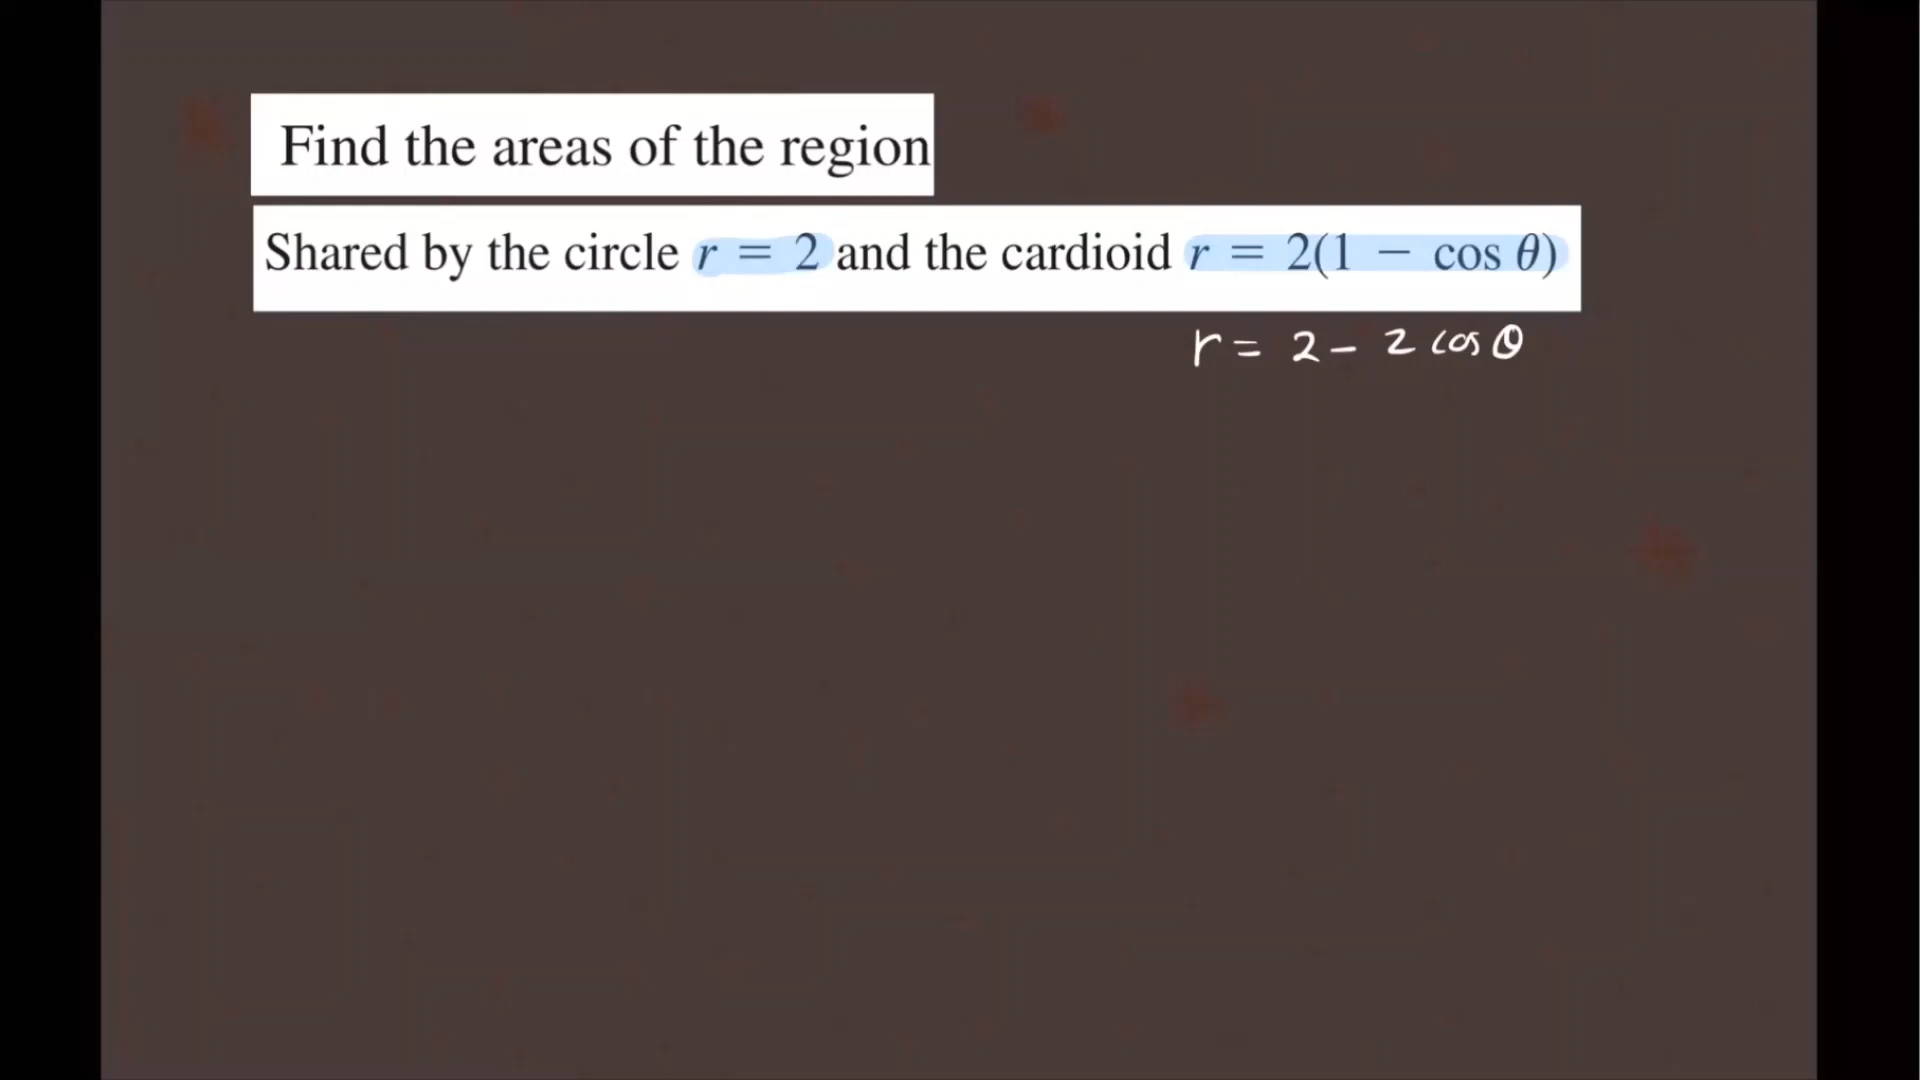 Find the areas of the region
Shared by the circle r = 2 and the cardioid r = 2(1 − cos θ)
r = 2 - 2 cos θ